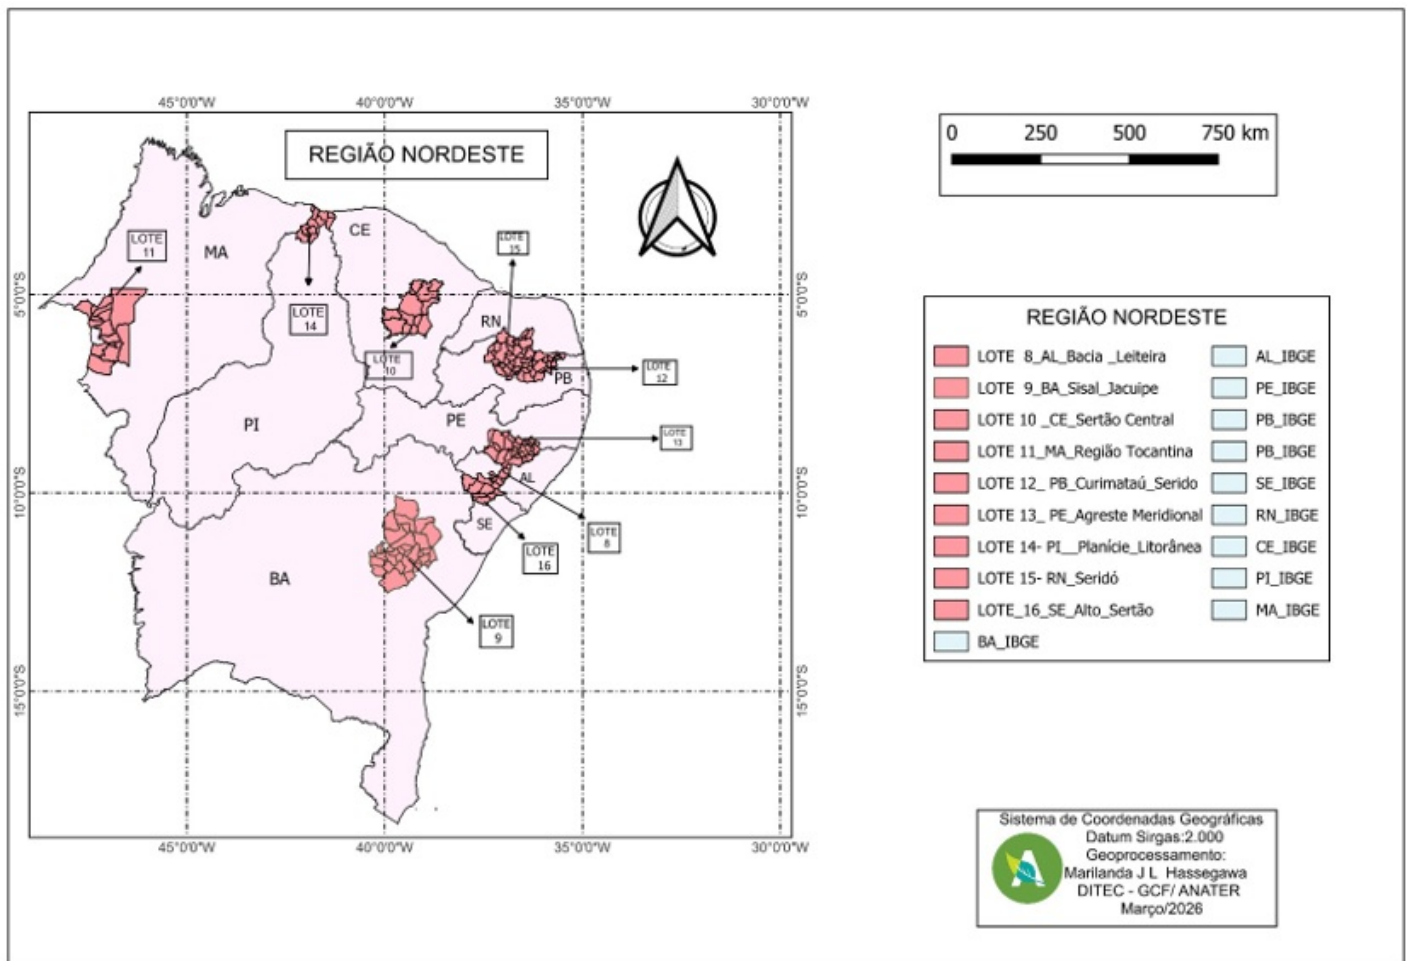 45°0'0"W 40°0'0"W 35°0'0"W 30°0'0"W
REGIÃO NORDESTE
0 250 500 750 km
LOTE
11
MA
CE
LOTE
15
5°0'0"S 5°0'0"S
LOTE
14
RN
LOTE
10
LOTE
12
PB
PI
PE
LOTE
13
AL
10°0'0"S 10°0'0"S
SE
LOTE
8
LOTE
16
BA
LOTE
9
15°0'0"S 15°0'0"S
45°0'0"W 40°0'0"W 35°0'0"W 30°0'0"W
REGIÃO NORDESTE
LOTE 8_AL_Bacia _Leiteira AL_IBGE
LOTE 9_BA_Sisal_Jacuipe PE_IBGE
LOTE 10 _CE_Sertão Central PB_IBGE
LOTE 11_MA_Região Tocantina PB_IBGE
LOTE 12_ PB_Curimataú_Serido SE_IBGE
LOTE 13_ PE_Agreste Meridional RN_IBGE
LOTE 14- PI__Planície_Litorânea CE_IBGE
LOTE 15- RN_Seridó PI_IBGE
LOTE_16_SE_Alto_Sertão MA_IBGE
BA_IBGE
Sistema de Coordenadas Geográficas
Datum Sirgas:2.000
Geoprocessamento:
Marilanda J L Hassegawa
DITEC - GCF/ ANATER
Março/2026